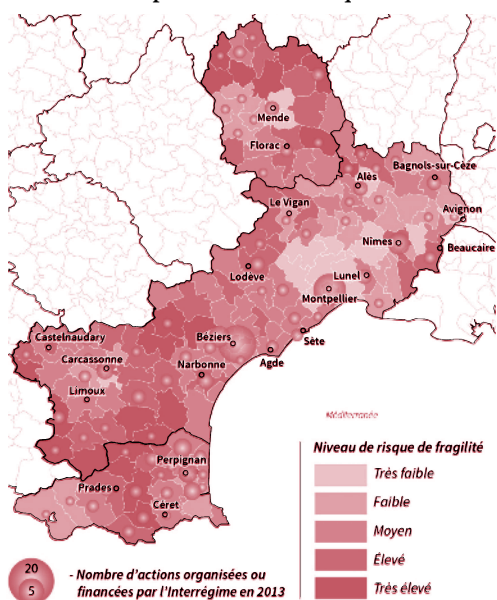 Mende
Florac
Bagnols-sur-Cèze
Alès
Le Vigan
Avignon
Nimes
Beaucaire
Lodève
Lunel
Montpellier
Castelnaudary
Béziers
Sète
Carcassonne
Agde
Narbonne
Limoux
Méditerranée
Niveau de risque de fragilité
Perpignan
Très faible
Prades
Faible
Céret
Moyen
Élevé
20
- Nombre d'actions organisées ou
5
financées par l'Interrégime en 2013
Très élevé